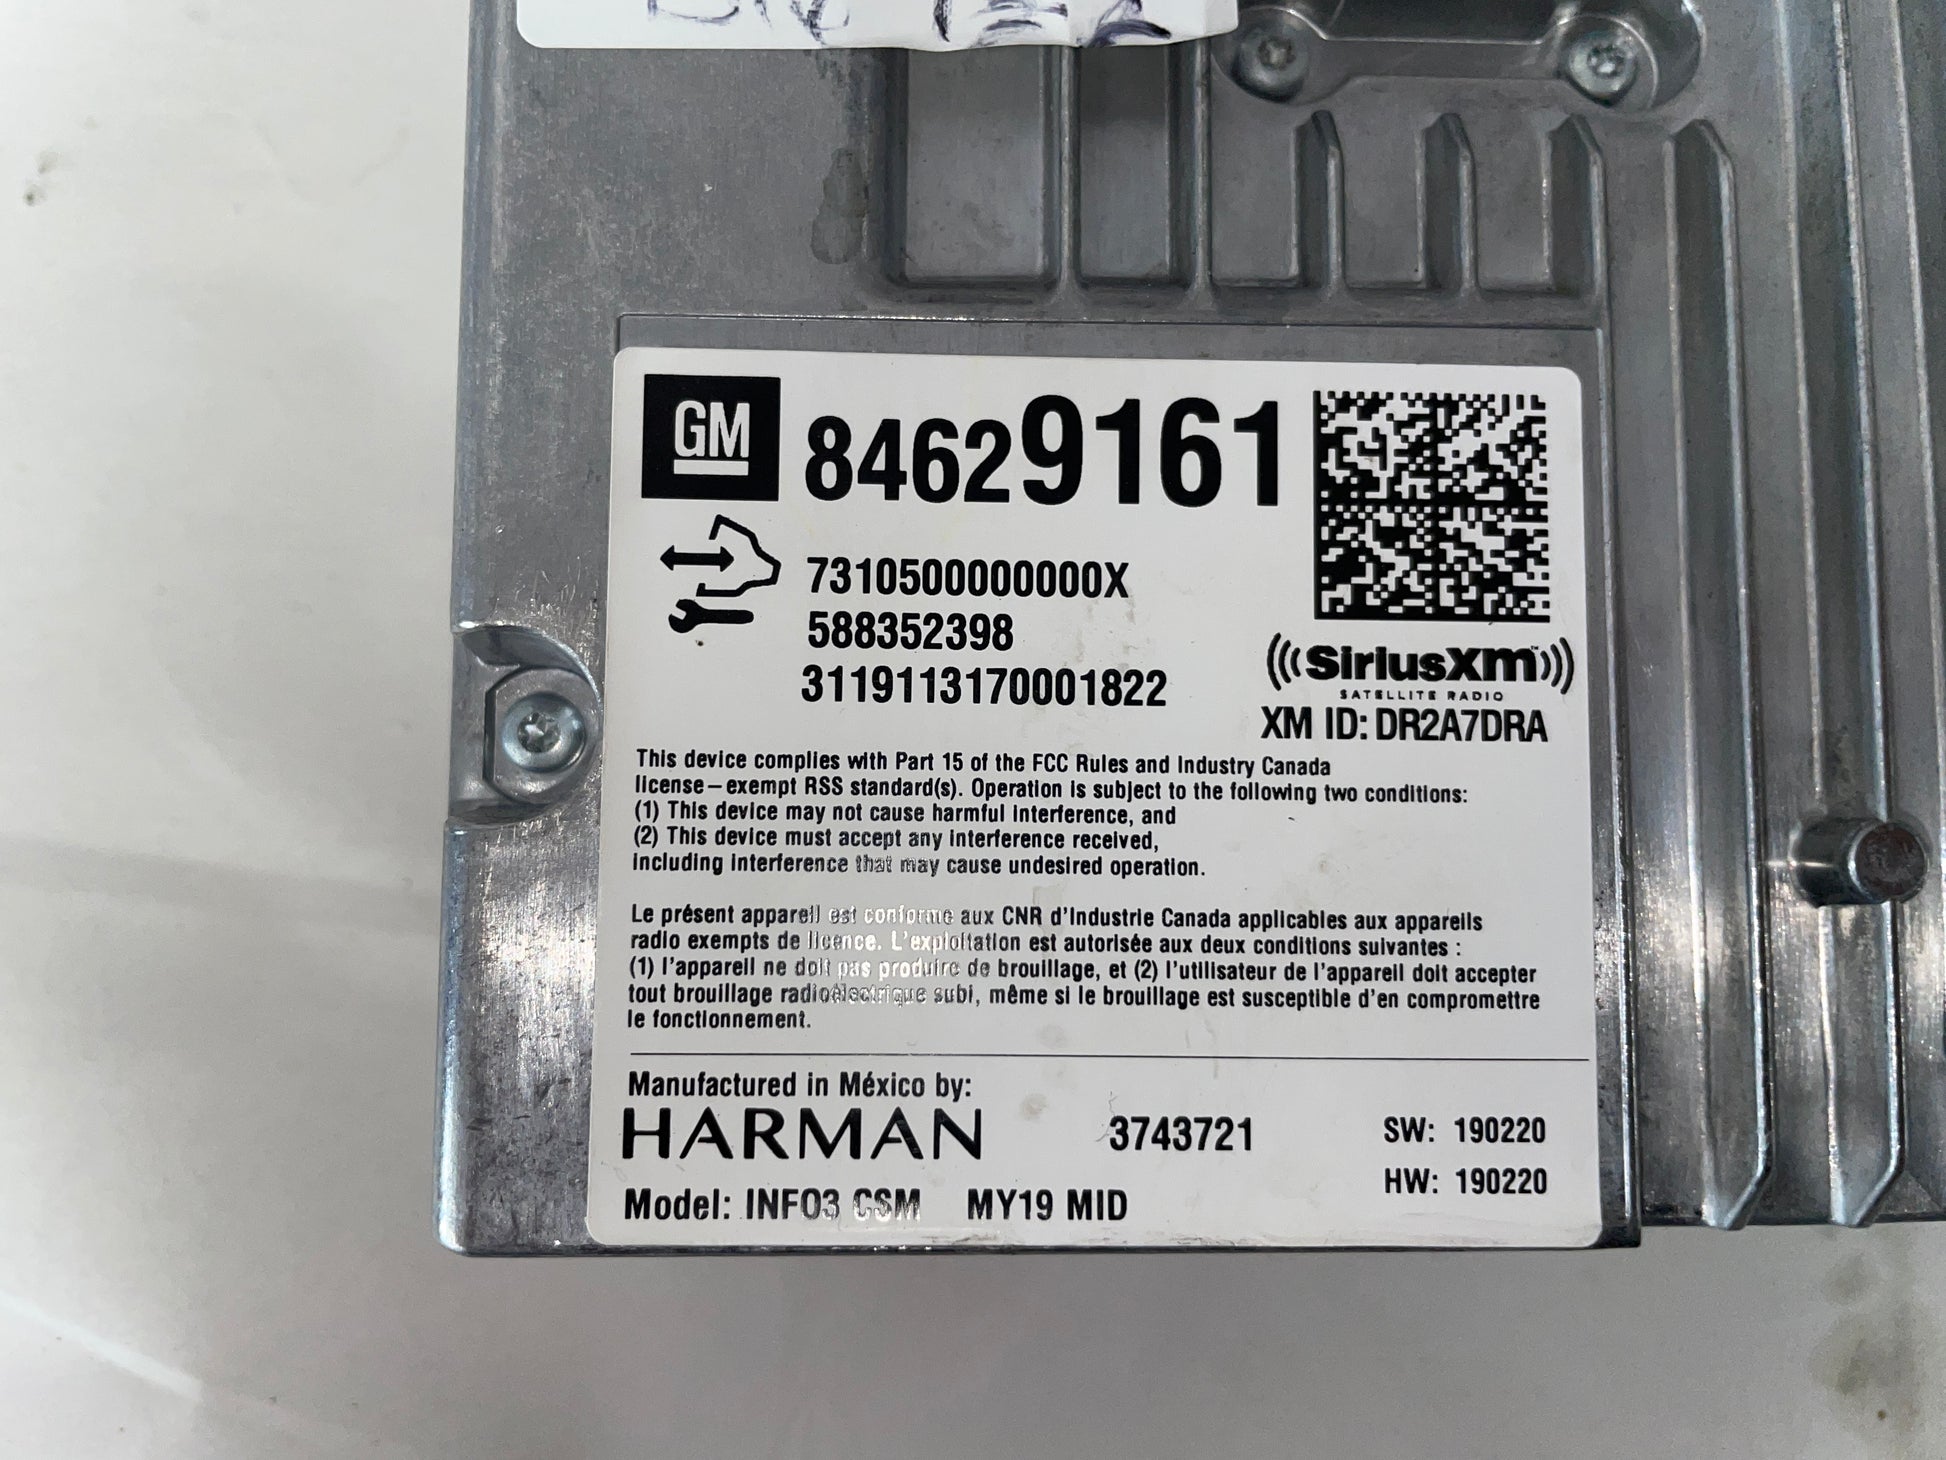 GM
84629161
7310500000000X
588352398
3119113170001822
SiriusXm
SATELLITE RADIO
XM ID: DR2A7DRA
This device complies with Part 15 of the FCC Rules and Industry Canada
license–exempt RSS standard(s). Operation is subject to the following two conditions:
(1) This device may not cause harmful interference, and
(2) This device must accept any interference received,
including interference that may cause undesired operation.
Le présent appareil est conforme aux CNR d'Industrie Canada applicables aux appareils
radio exempts de licence. L'exploitation est autorisée aux deux conditions suivantes :
(1) l'appareil ne doit pas produire de brouillage, et (2) l'utilisateur de l'appareil doit accepter
tout brouillage radioélectrique subi, même si le brouillage est susceptible d'en compromettre
le fonctionnement.
Manufactured in México by:
HARMAN 3743721 SW: 190220
HW: 190220
Model: INFO3 CSM MY19 MID